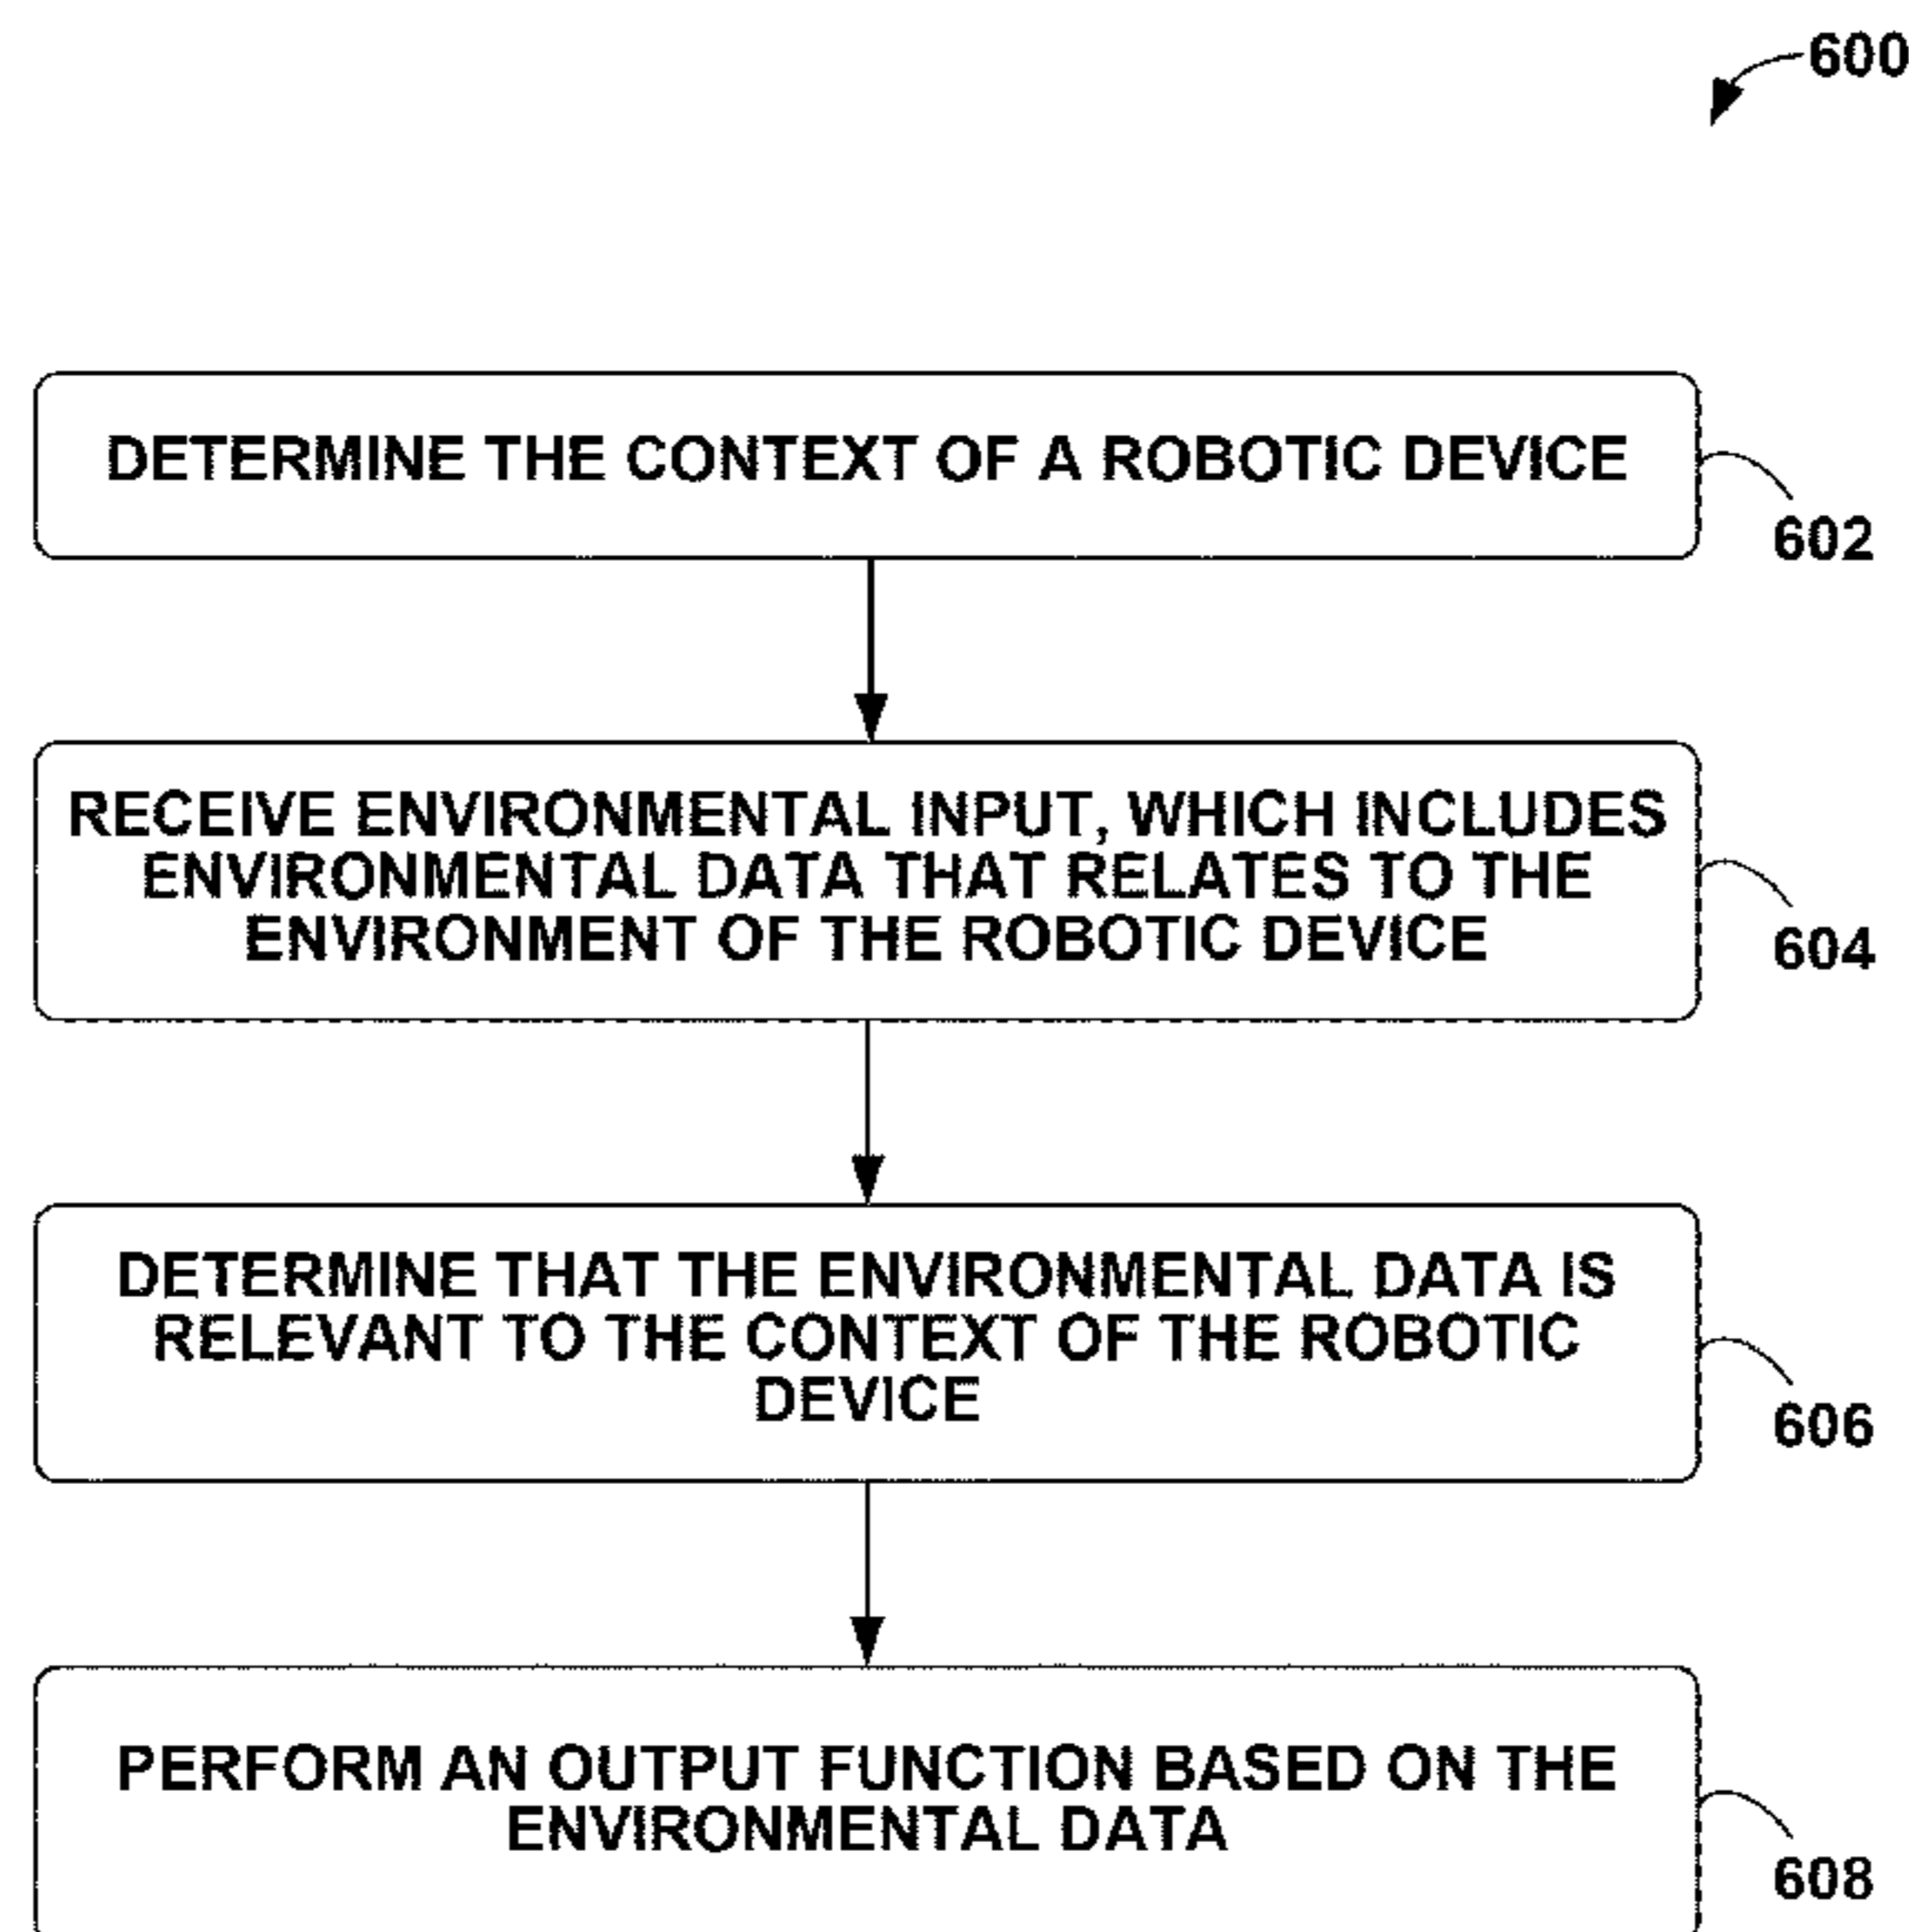 600
DETERMINE THE CONTEXT OF A ROBOTIC DEVICE
602
RECEIVE ENVIRONMENTAL INPUT, WHICH INCLUDES
ENVIRONMENTAL DATA THAT RELATES TO THE
ENVIRONMENT OF THE ROBOTIC DEVICE
604
DETERMINE THAT THE ENVIRONMENTAL DATA IS
RELEVANT TO THE CONTEXT OF THE ROBOTIC
DEVICE
606
PERFORM AN OUTPUT FUNCTION BASED ON THE
ENVIRONMENTAL DATA
608